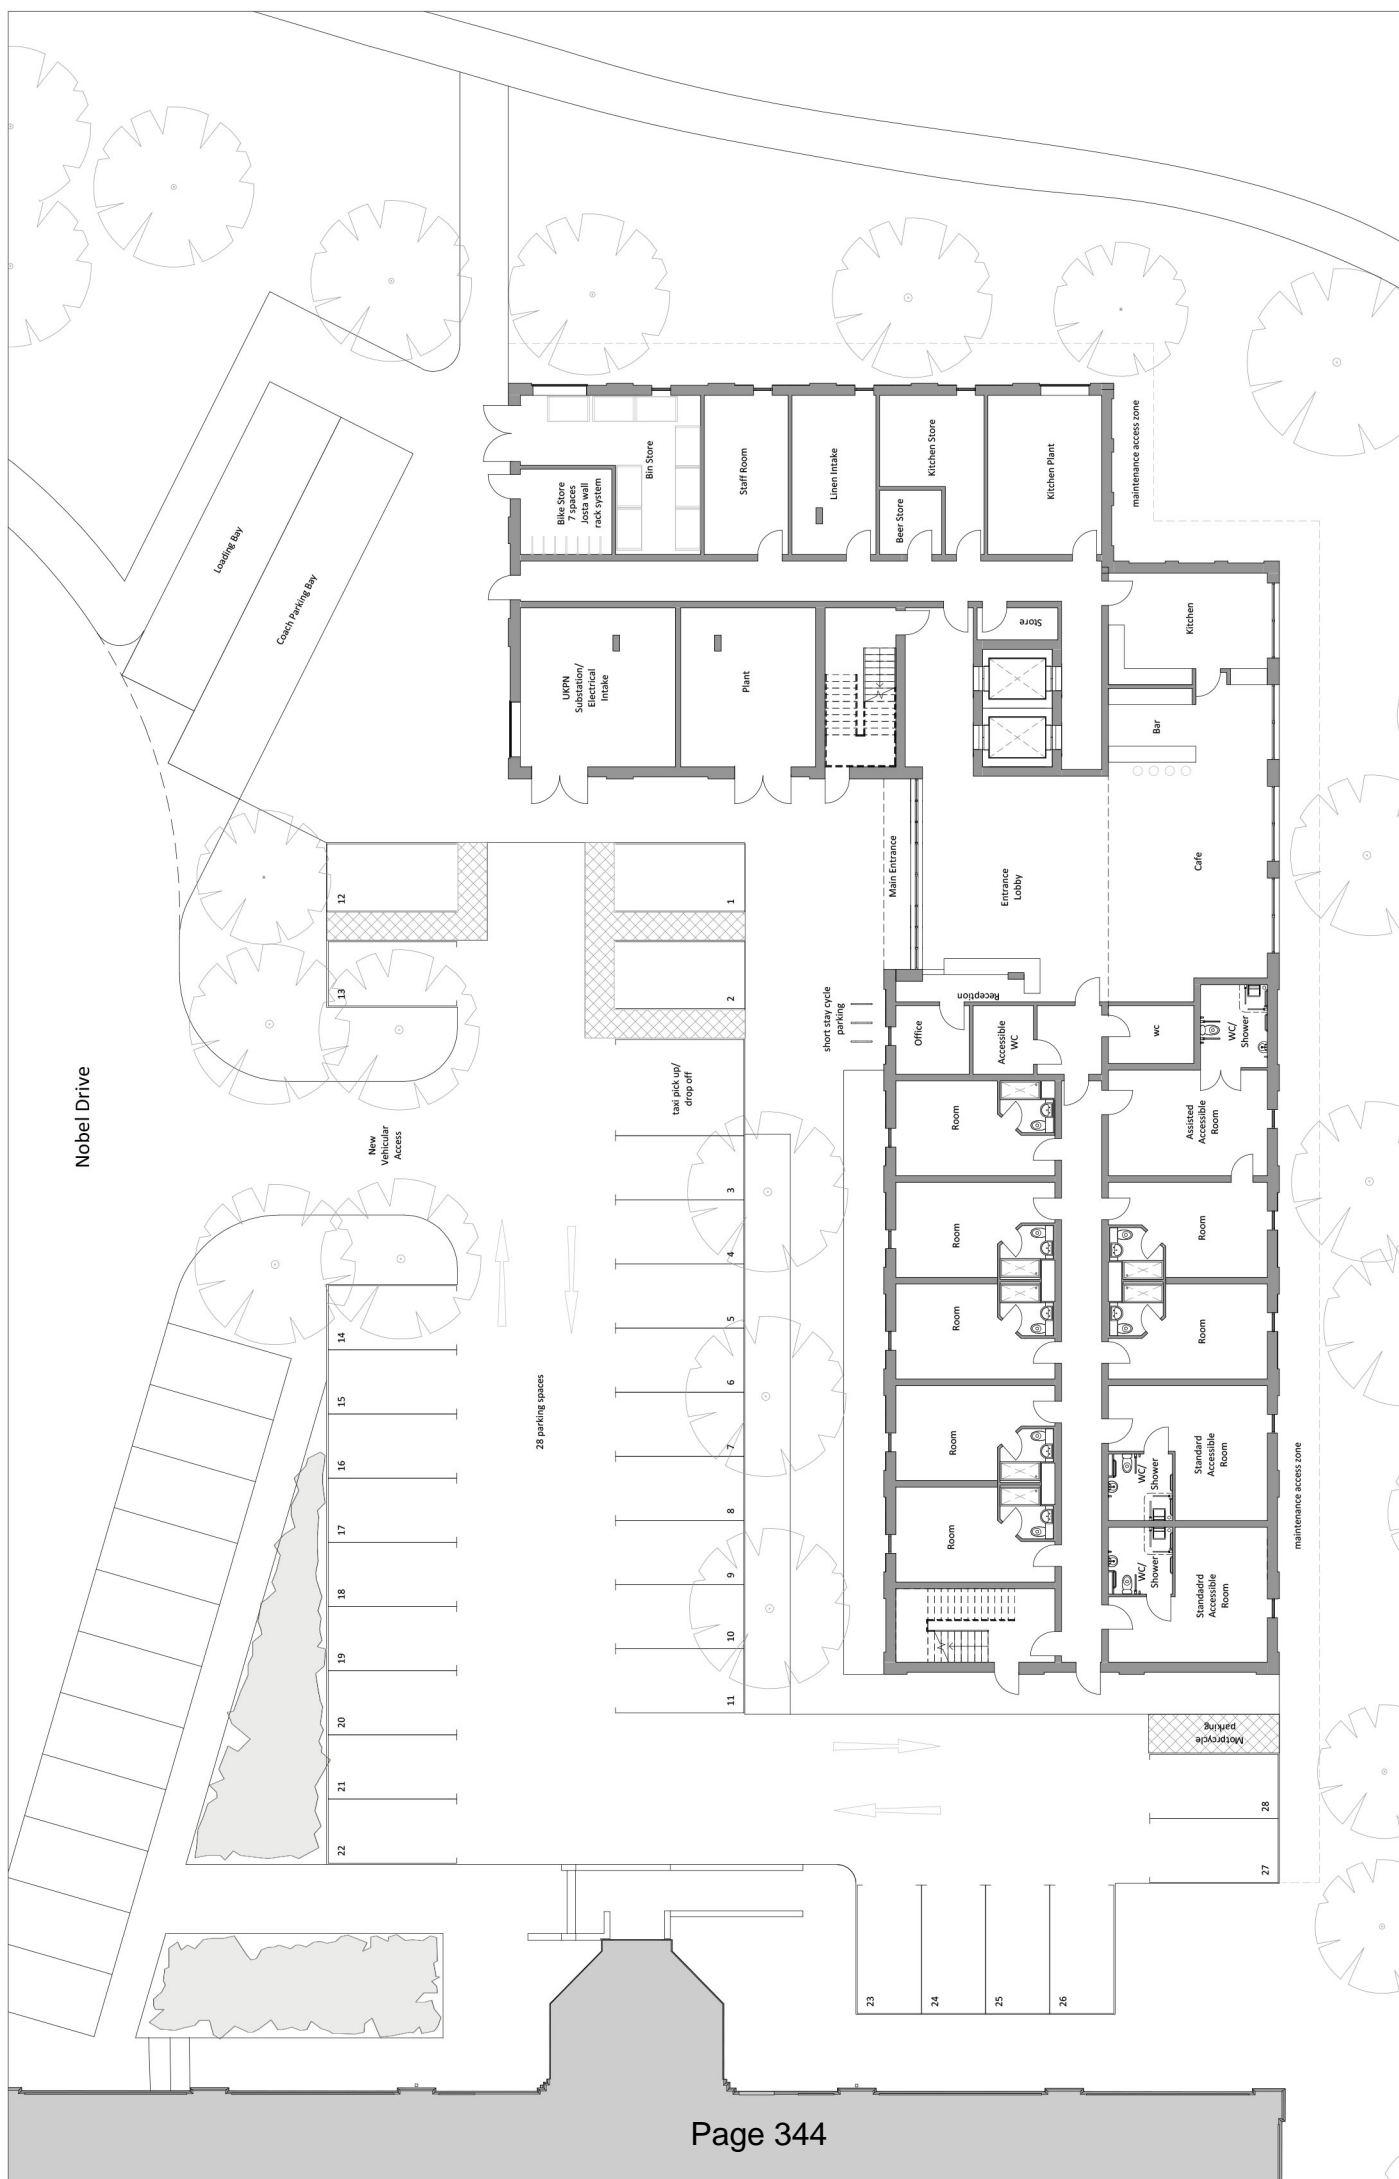 Nobel Drive
Loading Bay
Coach Parking Bay
New
Vehicular
Access
12
13
14
15
16
17
18
19
20
21
22
28 parking spaces
1
2
taxi pick up/
drop off
3
4
5
6
7
8
9
10
11
23
24
25
26
27
28
Motprcycle
parking
short stay cycle
parking
Bike Store
7 spaces
Josta wall
rack system
Bin Store
Staff Room
Linen Intake
Beer Store
Kitchen Store
Kitchen Plant
UKPN
Substation/
Electrical
Intake
Plant
Store
Kitchen
Bar
Main Entrance
Entrance
Lobby
Cafe
Reception
Office
Accessible
WC
wc
WC/
Shower
Assisted
Accessible
Room
Room
Room
Room
Room
Room
Room
Room
WC/
Shower
Standard
Accessible
Room
WC/
Shower
Standadrd
Accessible
Room
maintenance access zone
maintenance access zone
Page 344